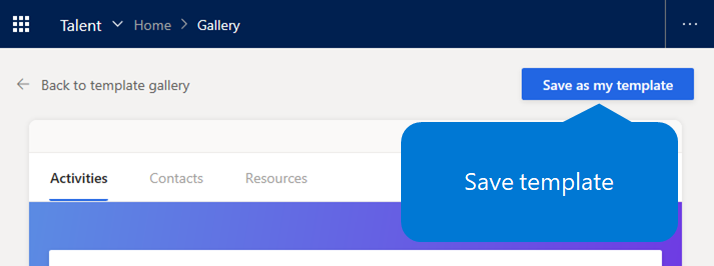 Talent Home Gallery ...
Back to template gallery Save as my template
Save template
Activities Contacts Resources